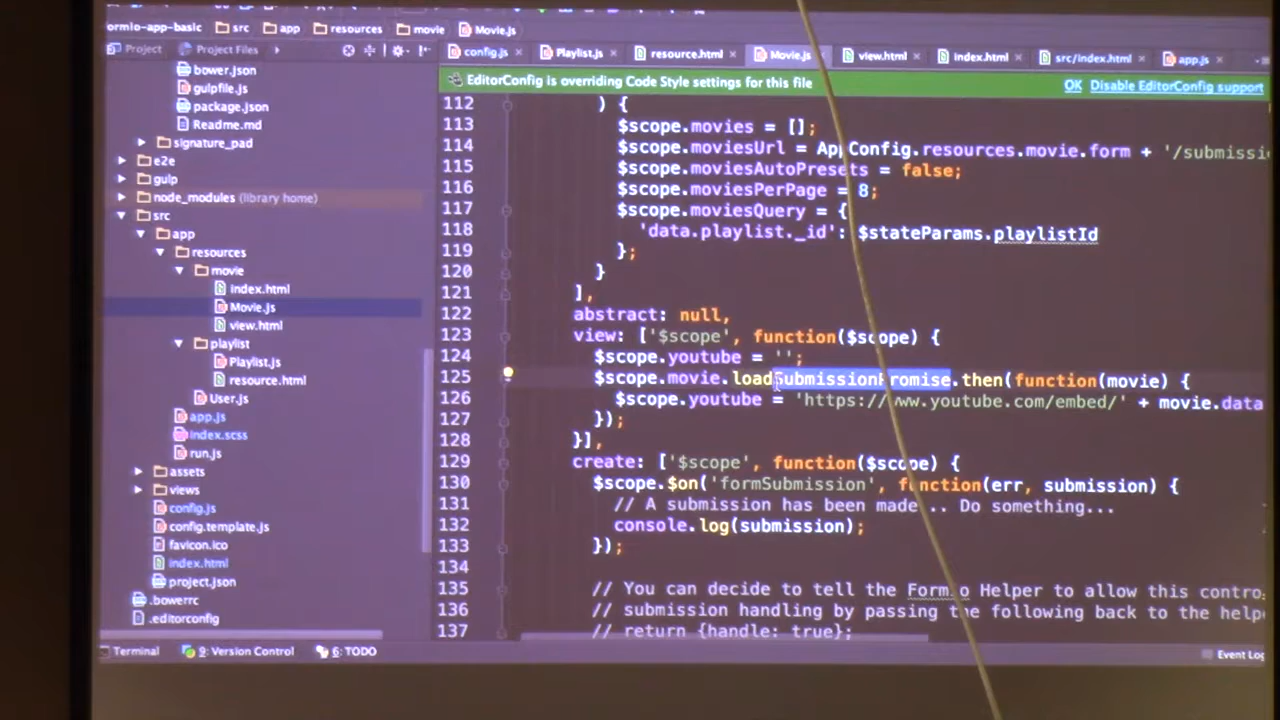 ormio-app-basic src app resources movie Movie.js
Project Project Files
config.js Playlist.js resource.html Movie.js view.html index.html src/index.html app.js
EditorConfig is overriding Code Style settings for this file OK Disable EditorConfig support
bower.json
gulpfile.js
package.json
Readme.md
signature_pad
e2e
gulp
node_modules (library home)
src
app
resources
movie
index.html
Movie.js
view.html
playlist
Playlist.js
resource.html
User.js
app.js
index.scss
run.js
assets
views
config.js
config.template.js
favicon.ico
index.html
project.json
.bowerrc
.editorconfig
112 ) {
113 $scope.movies = [];
114 $scope.moviesUrl = AppConfig.resources.movie.form + '/submissi
115 $scope.moviesAutoPresets = false;
116 $scope.moviesPerPage = 8;
117 $scope.moviesQuery = {
118 'data.playlist._id': $stateParams.playlistId
119 };
120 }
121 ],
122 abstract: null,
123 view: ['$scope', function($scope) {
124 $scope.youtube = '';
125 $scope.movie.loadSubmissionPromise.then(function(movie) {
126 $scope.youtube = 'https://www.youtube.com/embed/' + movie.data
127 });
128 }],
129 create: ['$scope', function($scope) {
130 $scope.$on('formSubmission', function(err, submission) {
131 // A submission has been made .. Do something...
132 console.log(submission);
133 });
134
135 // You can decide to tell the Formio Helper to allow this contro
136 // submission handling by passing the following back to the help
137 // return {handle: true};
Terminal 9: Version Control 6: TODO Event Log